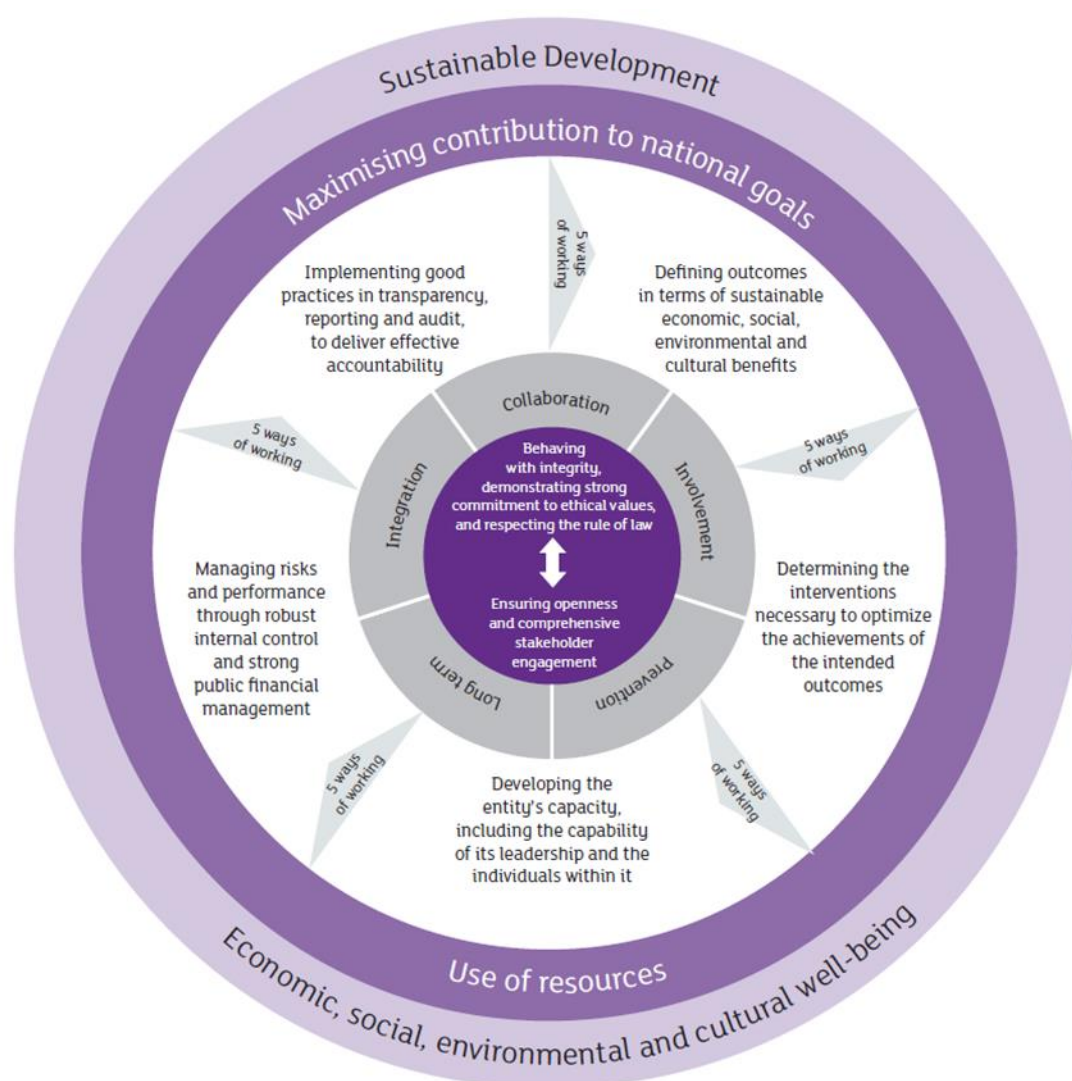 Sustainable Development
Maximising contribution to national goals
5 ways
of working
Implementing good
practices in transparency,
reporting and audit,
to deliver effective
accountability
Defining outcomes
in terms of sustainable
economic, social,
environmental and
cultural benefits
Collaboration
5 ways
of working
5 ways
of working
Integration
Involvement
Behaving
with integrity,
demonstrating strong
commitment to ethical values,
and respecting the rule of law
Ensuring openness
and comprehensive
stakeholder
engagement
Managing risks
and performance
through robust
internal control
and strong
public financial
management
Determining the
interventions
necessary to optimize
the achievements of
the intended
outcomes
Long term
Prevention
5 ways
of working
5 ways
of working
Developing the
entity's capacity,
including the capability
of its leadership and the
individuals within it
Use of resources
Economic, social, environmental and cultural well-being